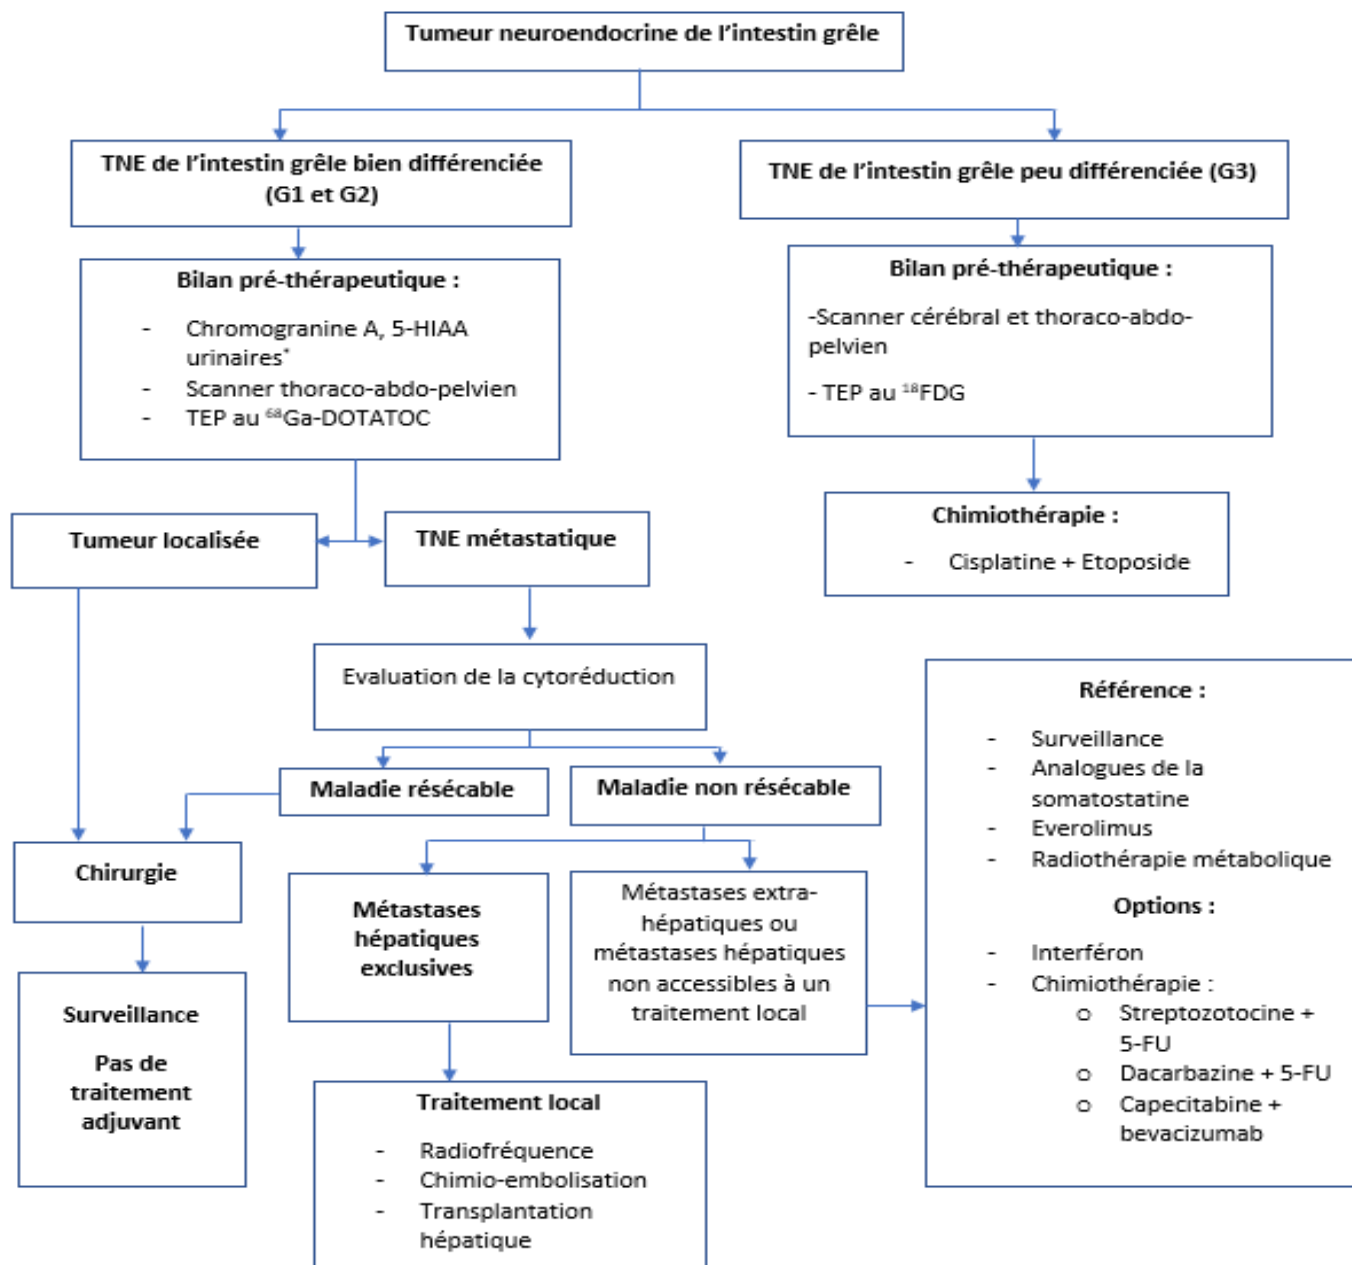 Tumeur neuroendocrine de l'intestin grêle
TNE de l'intestin grêle bien différenciée
(G1 et G2)
TNE de l'intestin grêle peu différenciée (G3)
Bilan pré-thérapeutique :
- Chromogranine A, 5-HIAA
urinaires*
- Scanner thoraco-abdo-pelvien
- TEP au ⁶⁸Ga-DOTATOC
Bilan pré-thérapeutique :
-Scanner cérébral et thoraco-abdo-
pelvien
- TEP au ¹⁸FDG
Chimiothérapie :
- Cisplatine + Etoposide
Tumeur localisée
TNE métastatique
Evaluation de la cytoréduction
Maladie résécable
Maladie non résécable
Chirurgie
Surveillance
Pas de
traitement
adjuvant
Métastases
hépatiques
exclusives
Métastases extra-
hépatiques ou
métastases hépatiques
non accessibles à un
traitement local
Traitement local
- Radiofréquence
- Chimio-embolisation
- Transplantation
hépatique
Référence :
- Surveillance
- Analogues de la
somatostatine
- Everolimus
- Radiothérapie métabolique
Options :
- Interféron
- Chimiothérapie :
o Streptozotocine +
5-FU
o Dacarbazine + 5-FU
o Capecitabine +
bevacizumab